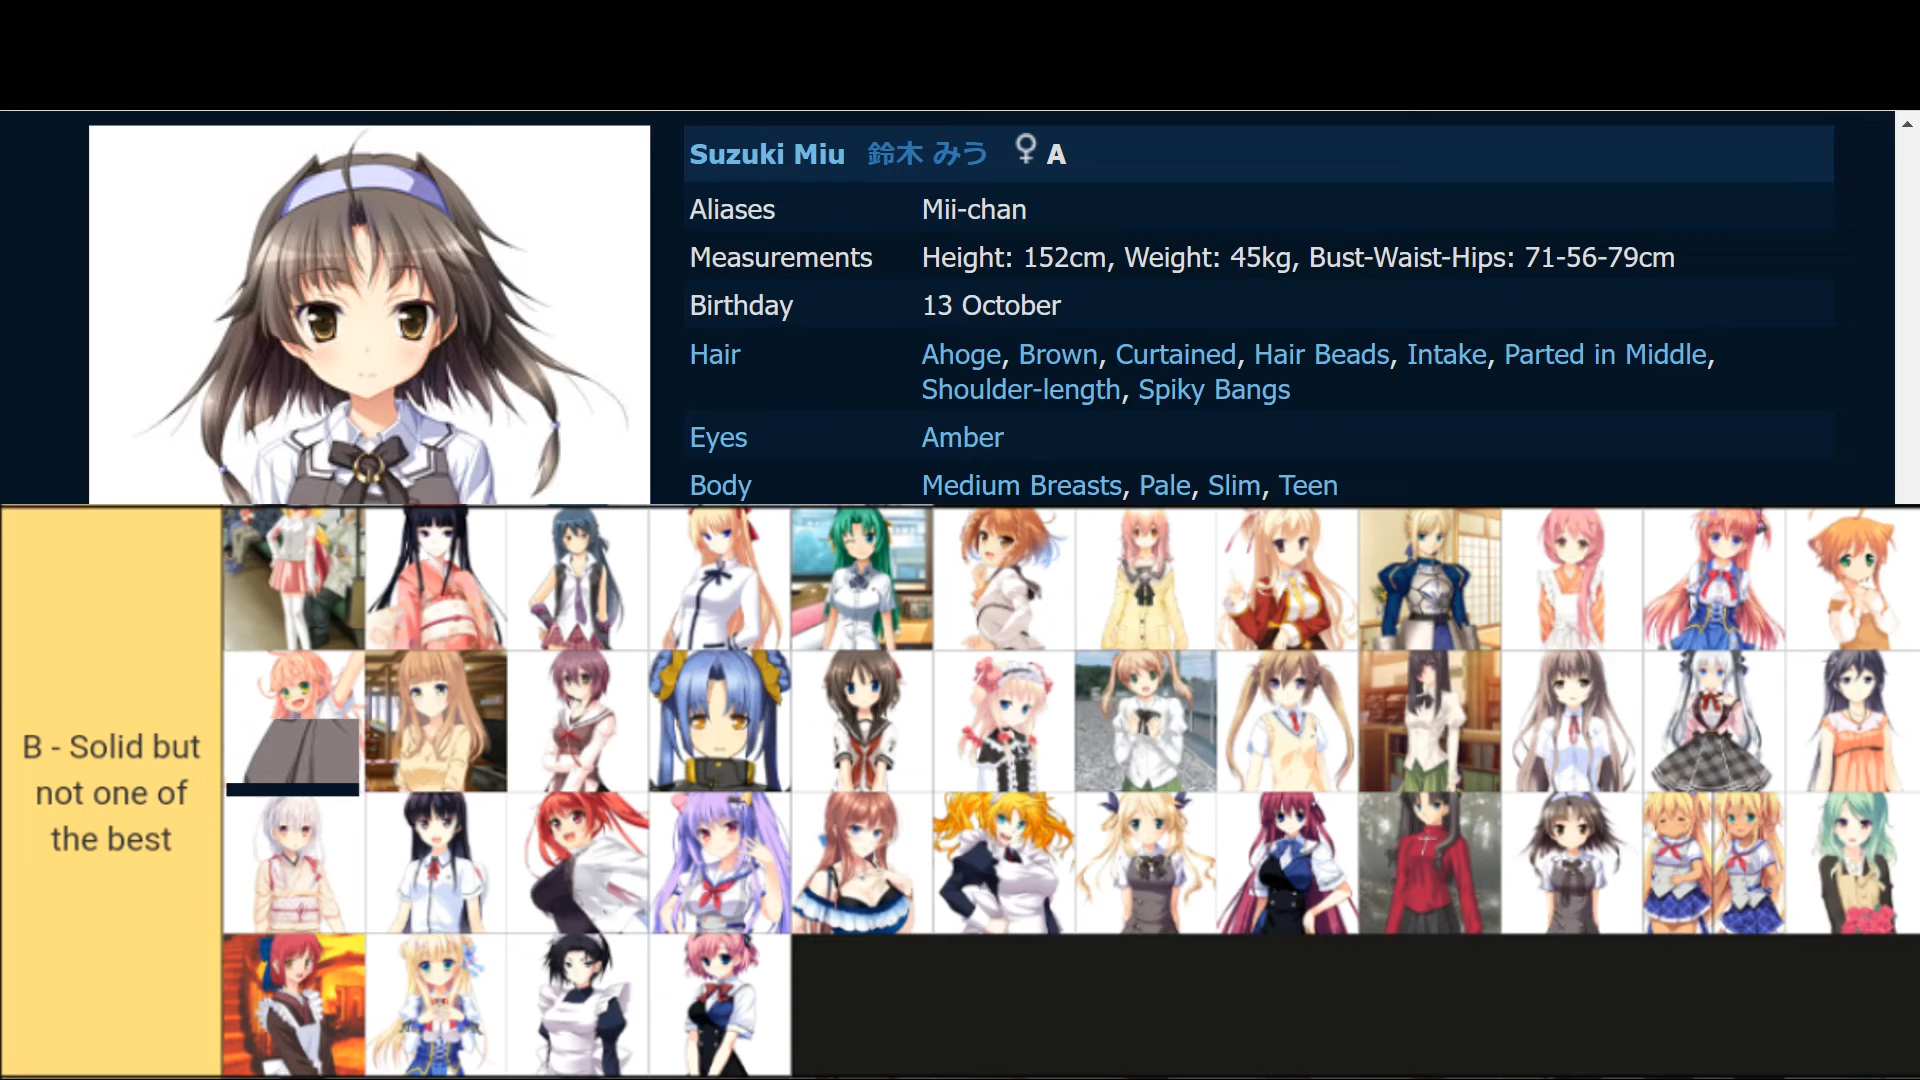 Suzuki Miu 鈴木 みう ♀ A
Aliases Mii-chan
Measurements Height: 152cm, Weight: 45kg, Bust-Waist-Hips: 71-56-79cm
Birthday 13 October
Hair Ahoge, Brown, Curtained, Hair Beads, Intake, Parted in Middle,
Shoulder-length, Spiky Bangs
Eyes Amber
Body Medium Breasts, Pale, Slim, Teen
B - Solid but
not one of
the best